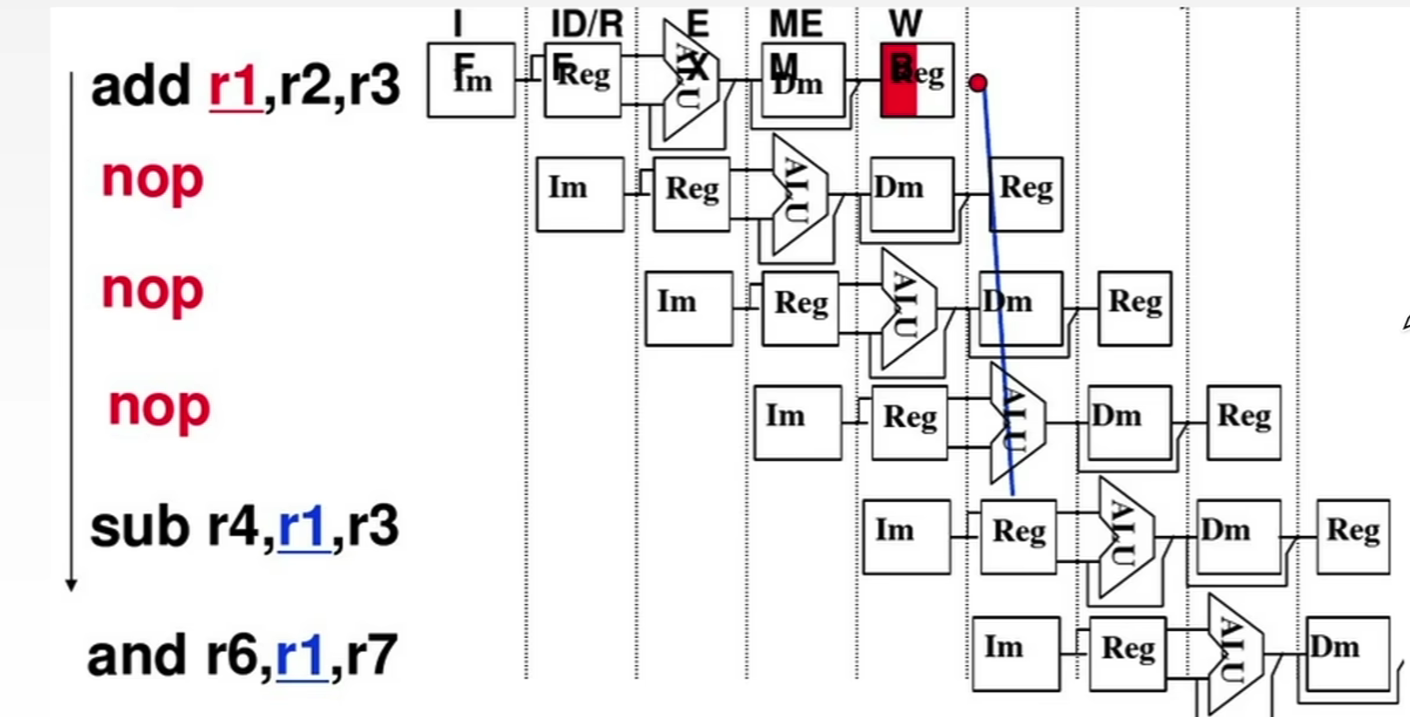 IF ID/RF EX MEM WB
add r1,r2,r3 Im Reg ALU Dm Reg
nop Im Reg ALU Dm Reg
nop Im Reg ALU Dm Reg
nop Im Reg ALU Dm Reg
sub r4,r1,r3 Im Reg ALU Dm Reg
and r6,r1,r7 Im Reg ALU Dm